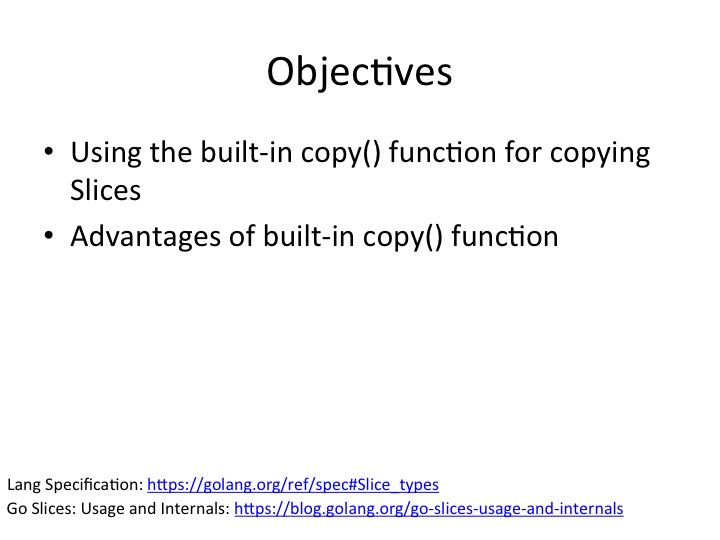 Objectives
• Using the built-in copy() function for copying
Slices
• Advantages of built-in copy() function
Lang Specification: https://golang.org/ref/spec#Slice_types
Go Slices: Usage and Internals: https://blog.golang.org/go-slices-usage-and-internals